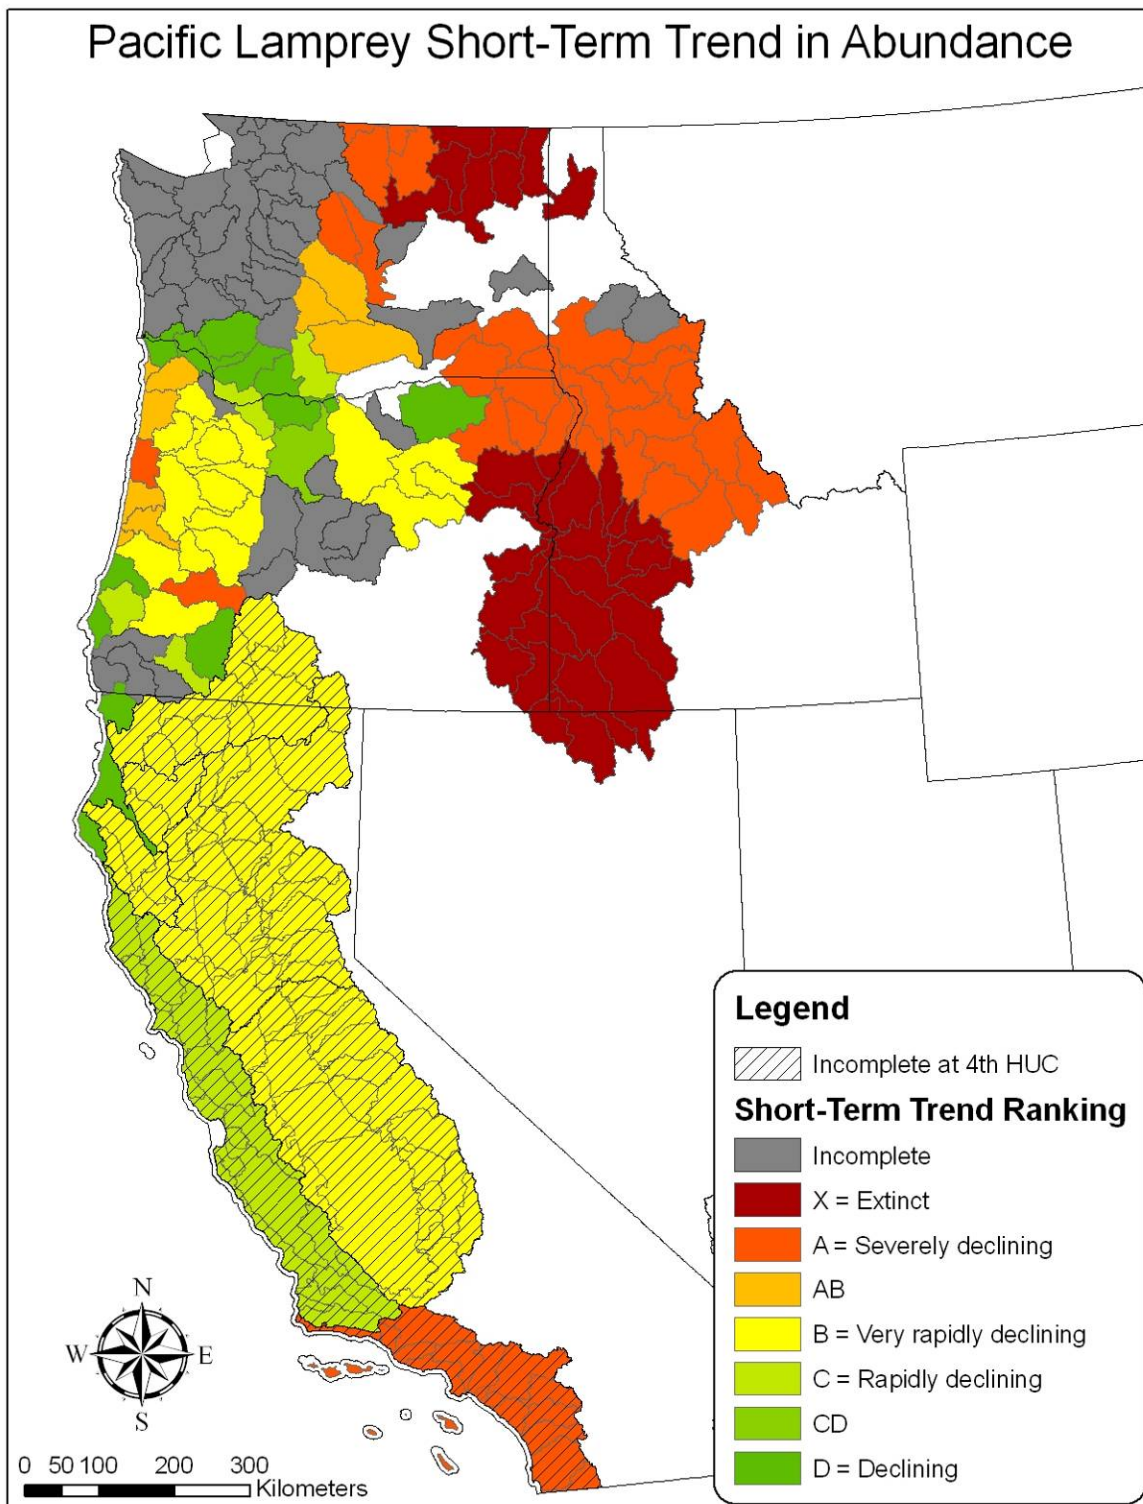 Pacific Lamprey Short-Term Trend in Abundance
Legend
Incomplete at 4th HUC
Short-Term Trend Ranking
Incomplete
X = Extinct
A = Severely declining
AB
B = Very rapidly declining
C = Rapidly declining
CD
D = Declining
N
W E
S
0 50 100 200 300
Kilometers